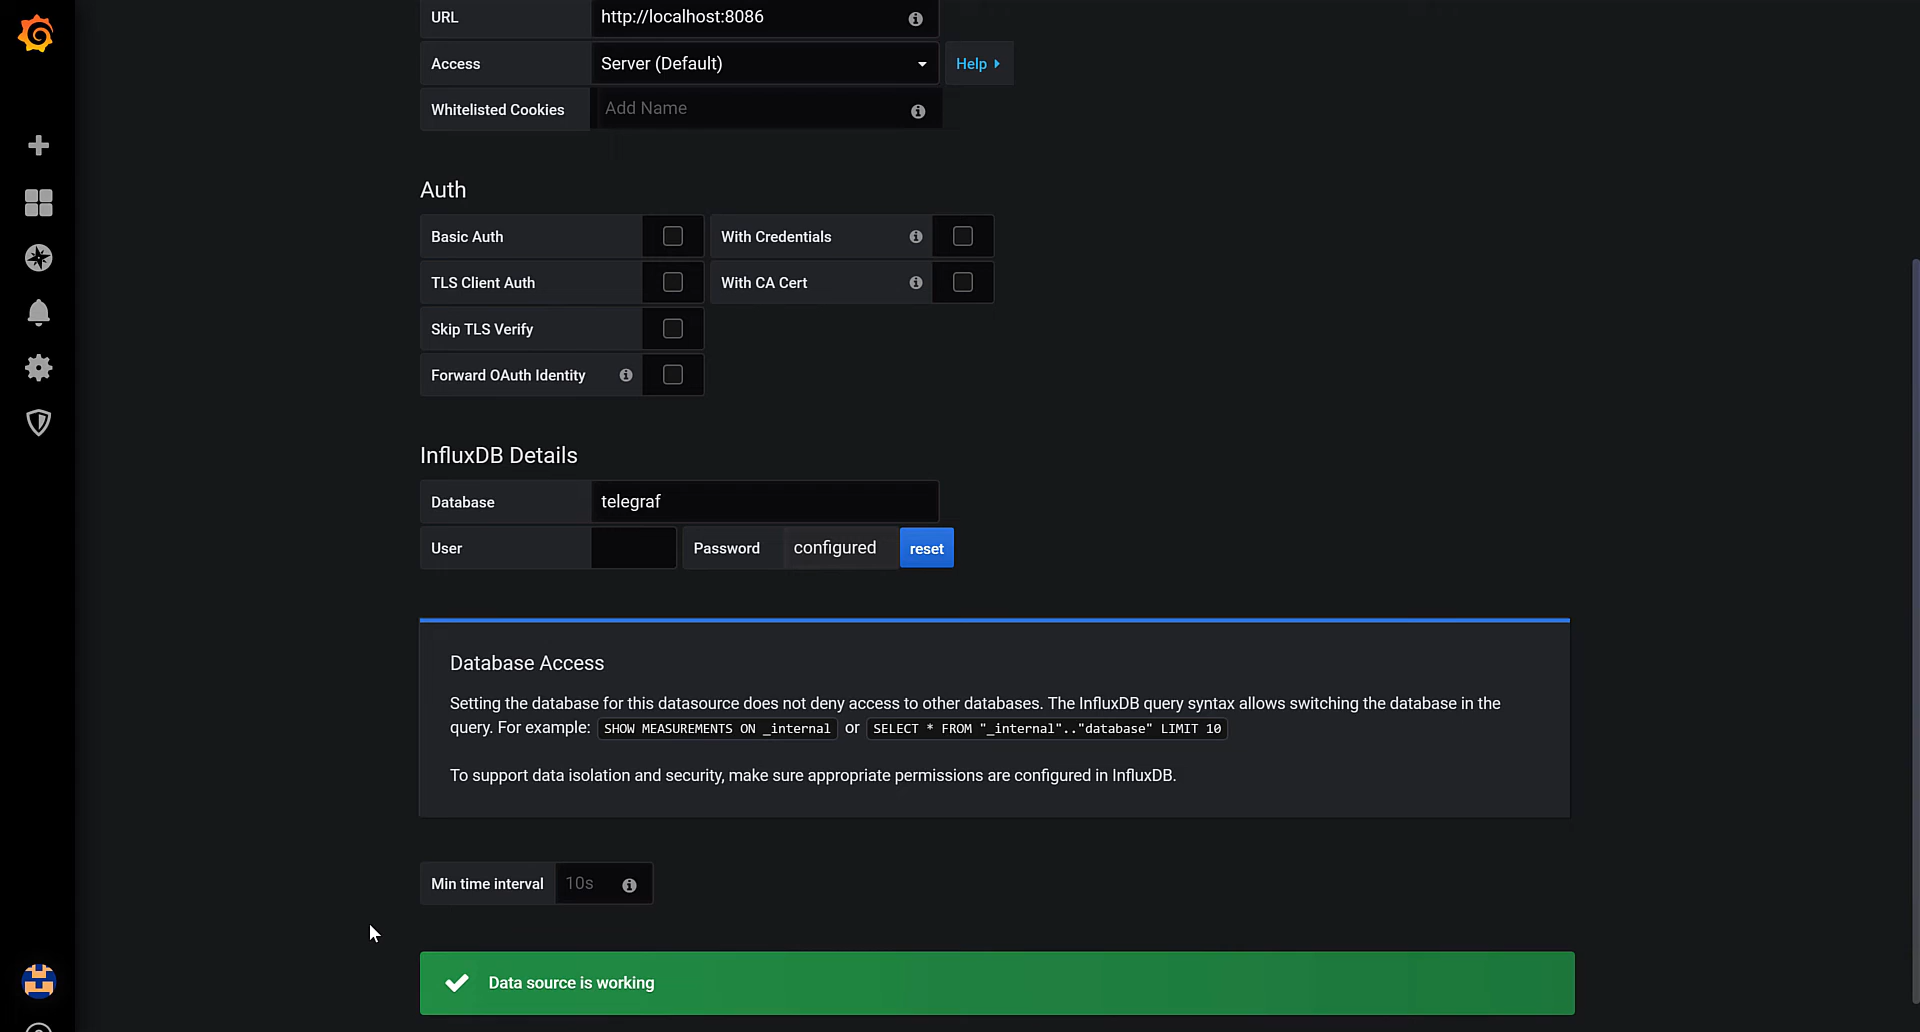 URL http://localhost:8086
Access Server (Default) Help
Whitelisted Cookies Add Name
Auth
Basic Auth With Credentials
TLS Client Auth With CA Cert
Skip TLS Verify
Forward OAuth Identity
InfluxDB Details
Database telegraf
User Password configured reset
Database Access
Setting the database for this datasource does not deny access to other databases. The InfluxDB query syntax allows switching the database in the
query. For example: SHOW MEASUREMENTS ON _internal or SELECT * FROM "_internal".."database" LIMIT 10
To support data isolation and security, make sure appropriate permissions are configured in InfluxDB.
Min time interval 10s
Data source is working